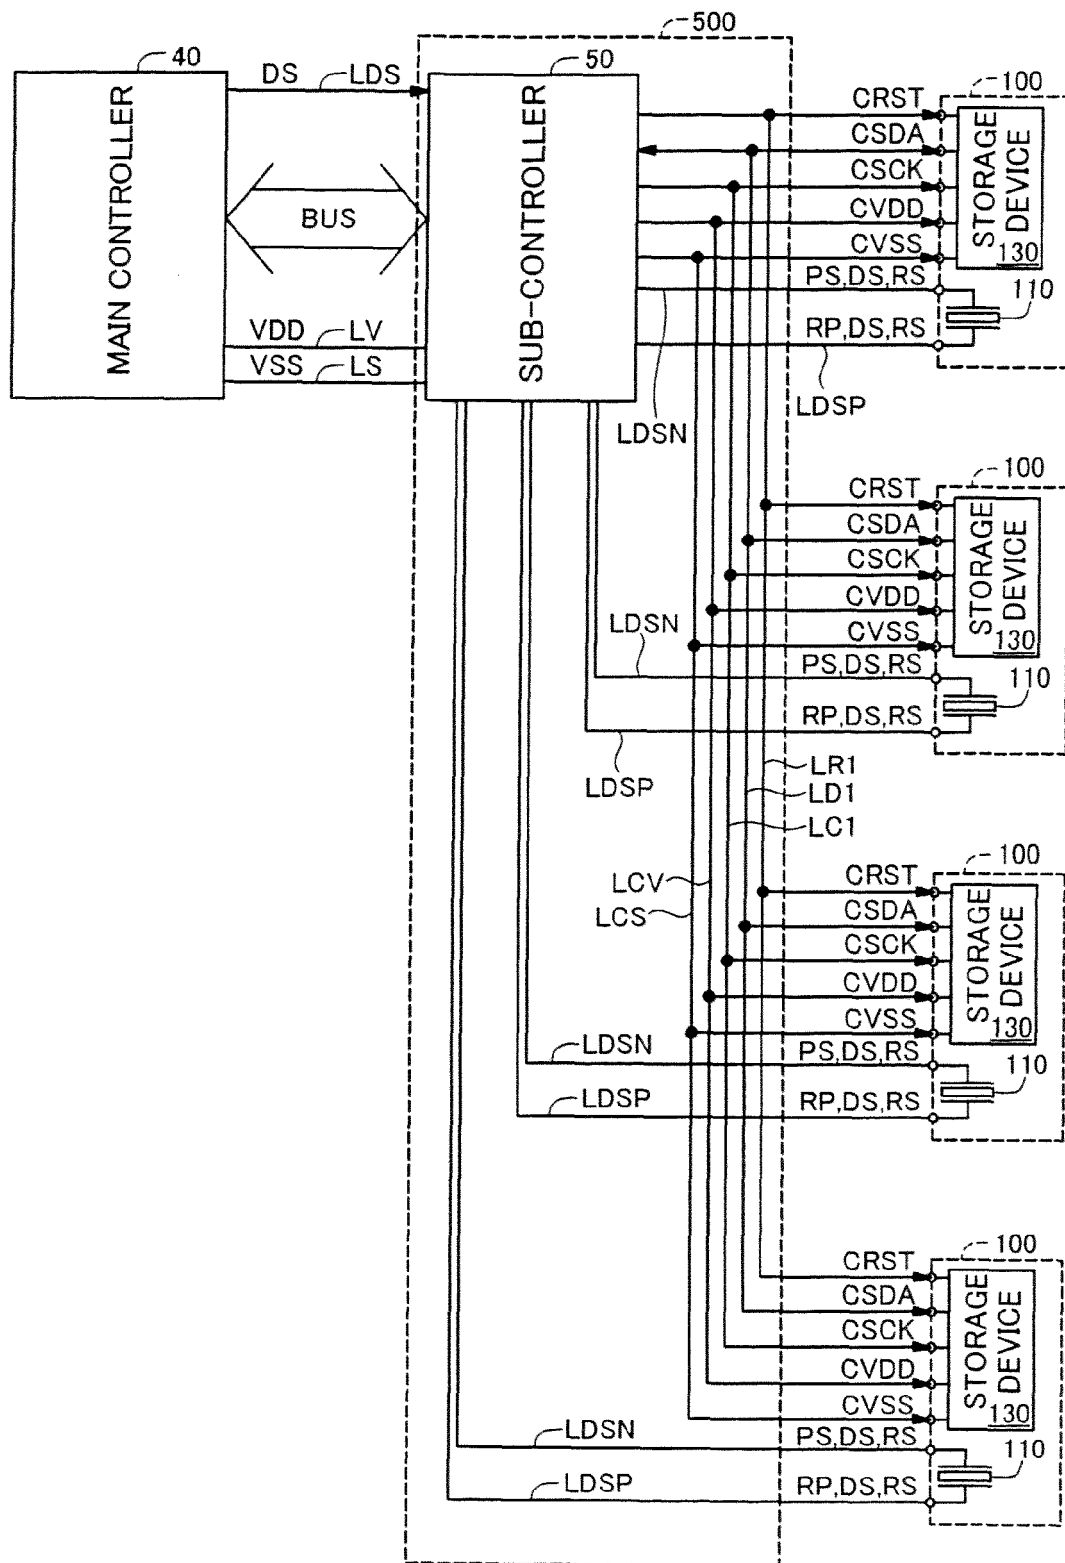 500
40
50
100
MAIN CONTROLLER
DS
LDS
BUS
VDD
LV
VSS
LS
SUB-CONTROLLER
CRST
CSDA
CSCK
CVDD
CVSS
PS,DS,RS
RP,DS,RS
STORAGE
DEVICE
130
110
LDSN
LDSP
100
CRST
CSDA
CSCK
CVDD
CVSS
PS,DS,RS
RP,DS,RS
STORAGE
DEVICE
130
110
LDSN
LDSP
LR1
LD1
LC1
LCV
LCS
100
CRST
CSDA
CSCK
CVDD
CVSS
PS,DS,RS
RP,DS,RS
STORAGE
DEVICE
130
110
LDSN
LDSP
100
CRST
CSDA
CSCK
CVDD
CVSS
PS,DS,RS
RP,DS,RS
STORAGE
DEVICE
130
110
LDSN
LDSP